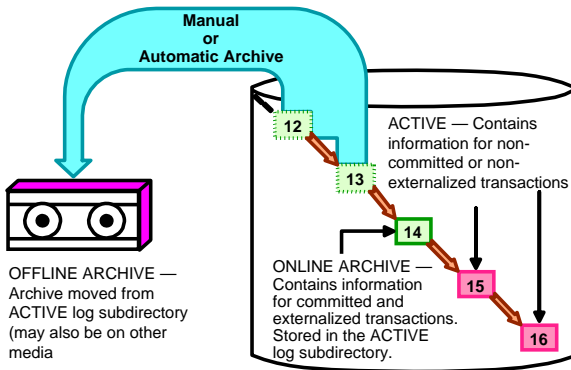 Manual
or
Automatic Archive
12
13
14
15
16
ACTIVE — Contains
information for non-
committed or non-
externalized transactions
OFFLINE ARCHIVE —
Archive moved from
ACTIVE log subdirectory
(may also be on other
media
ONLINE ARCHIVE —
Contains information
for committed and
externalized transactions.
Stored in the ACTIVE
log subdirectory.